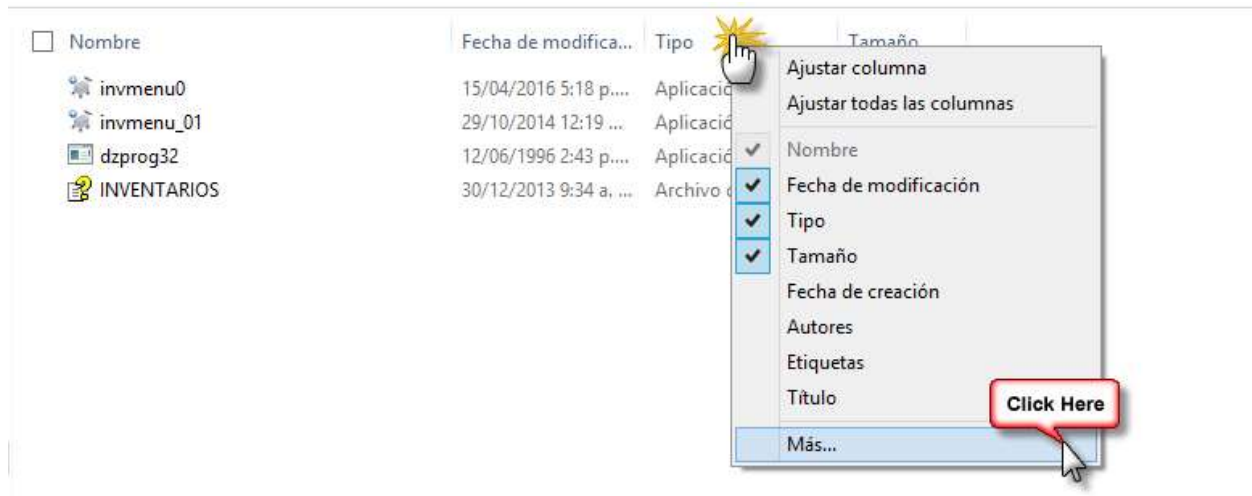 Nombre Fecha de modifica... Tipo Tamaño
invmenu0 15/04/2016 5:18 p.... Aplicació
invmenu_01 29/10/2014 12:19 ... Aplicació
dzprog32 12/06/1996 2:43 p.... Aplicació
INVENTARIOS 30/12/2013 9:34 a. ... Archivo
Ajustar columna
Ajustar todas las columnas
Nombre
Fecha de modificación
Tipo
Tamaño
Fecha de creación
Autores
Etiquetas
Título
Click Here
Más...